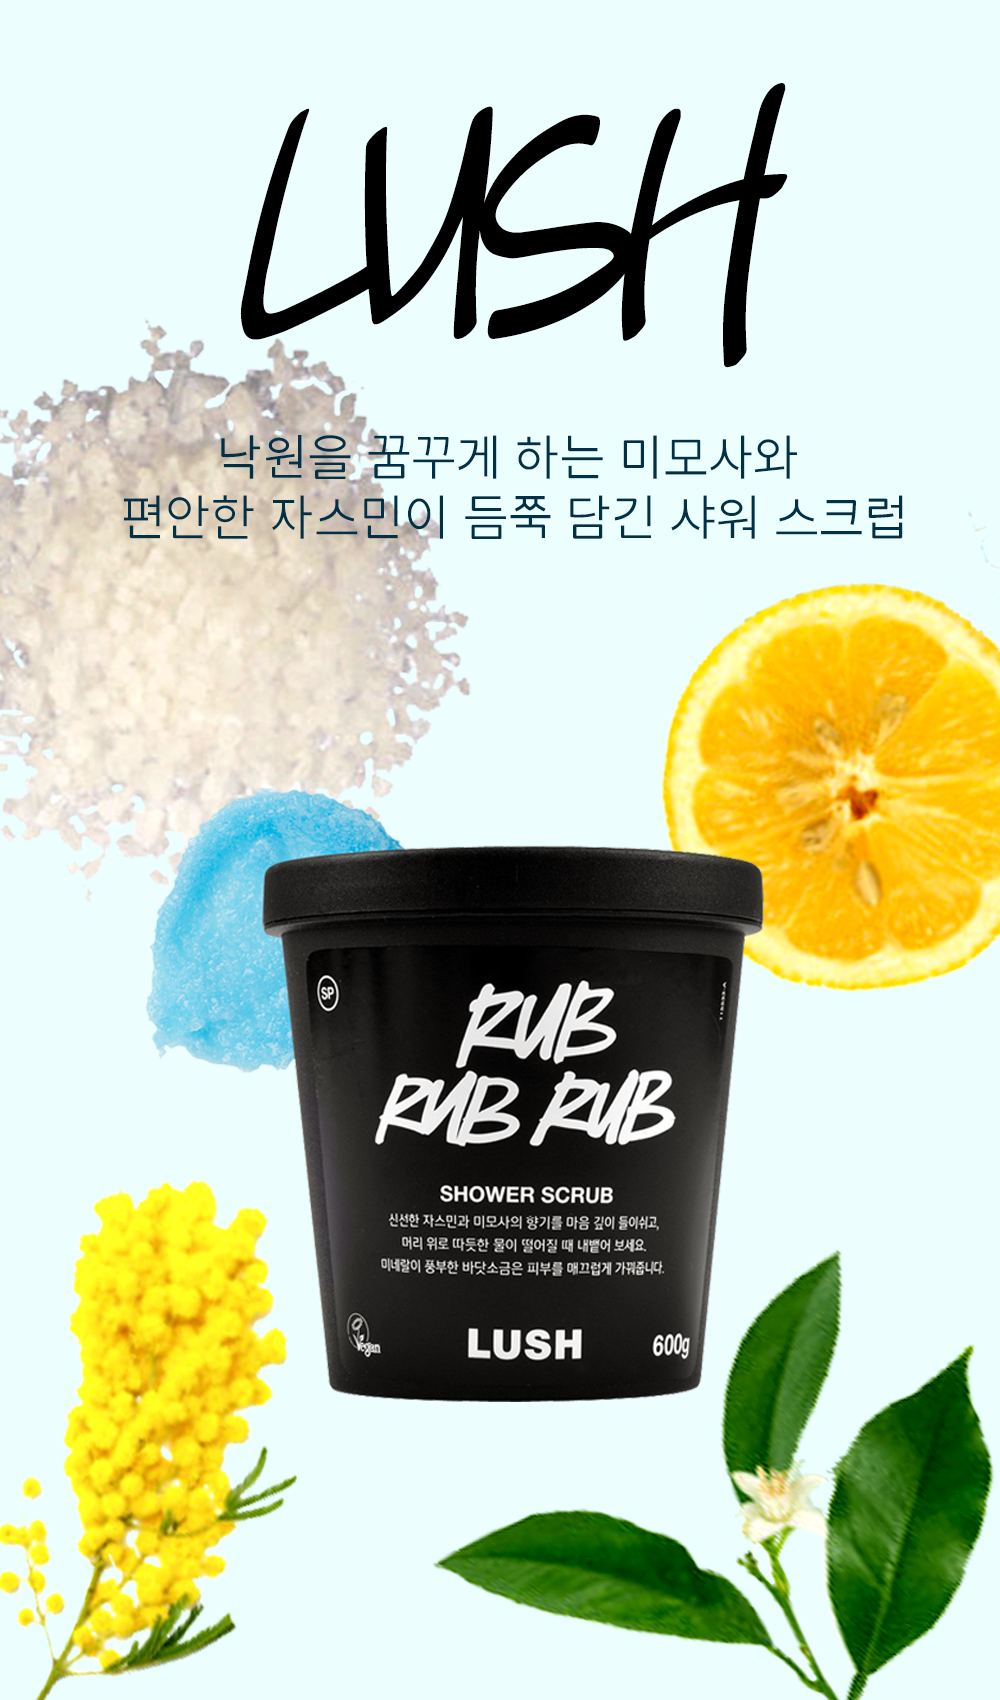 LUSH
낙원을 꿈꾸게 하는 미모사와
편안한 자스민이 듬쭉 담긴 샤워 스크럽
SP
RUB
RUB RUB
SHOWER SCRUB
신선한 자스민과 미모사의 향기를 마음 깊이 들이쉬고,
머리 위로 따듯한 물이 떨어질 때 내뱉어 보세요.
미네랄이 풍부한 바닷소금은 피부를 매끄럽게 가꿔줍니다.
Vegan
LUSH
600g